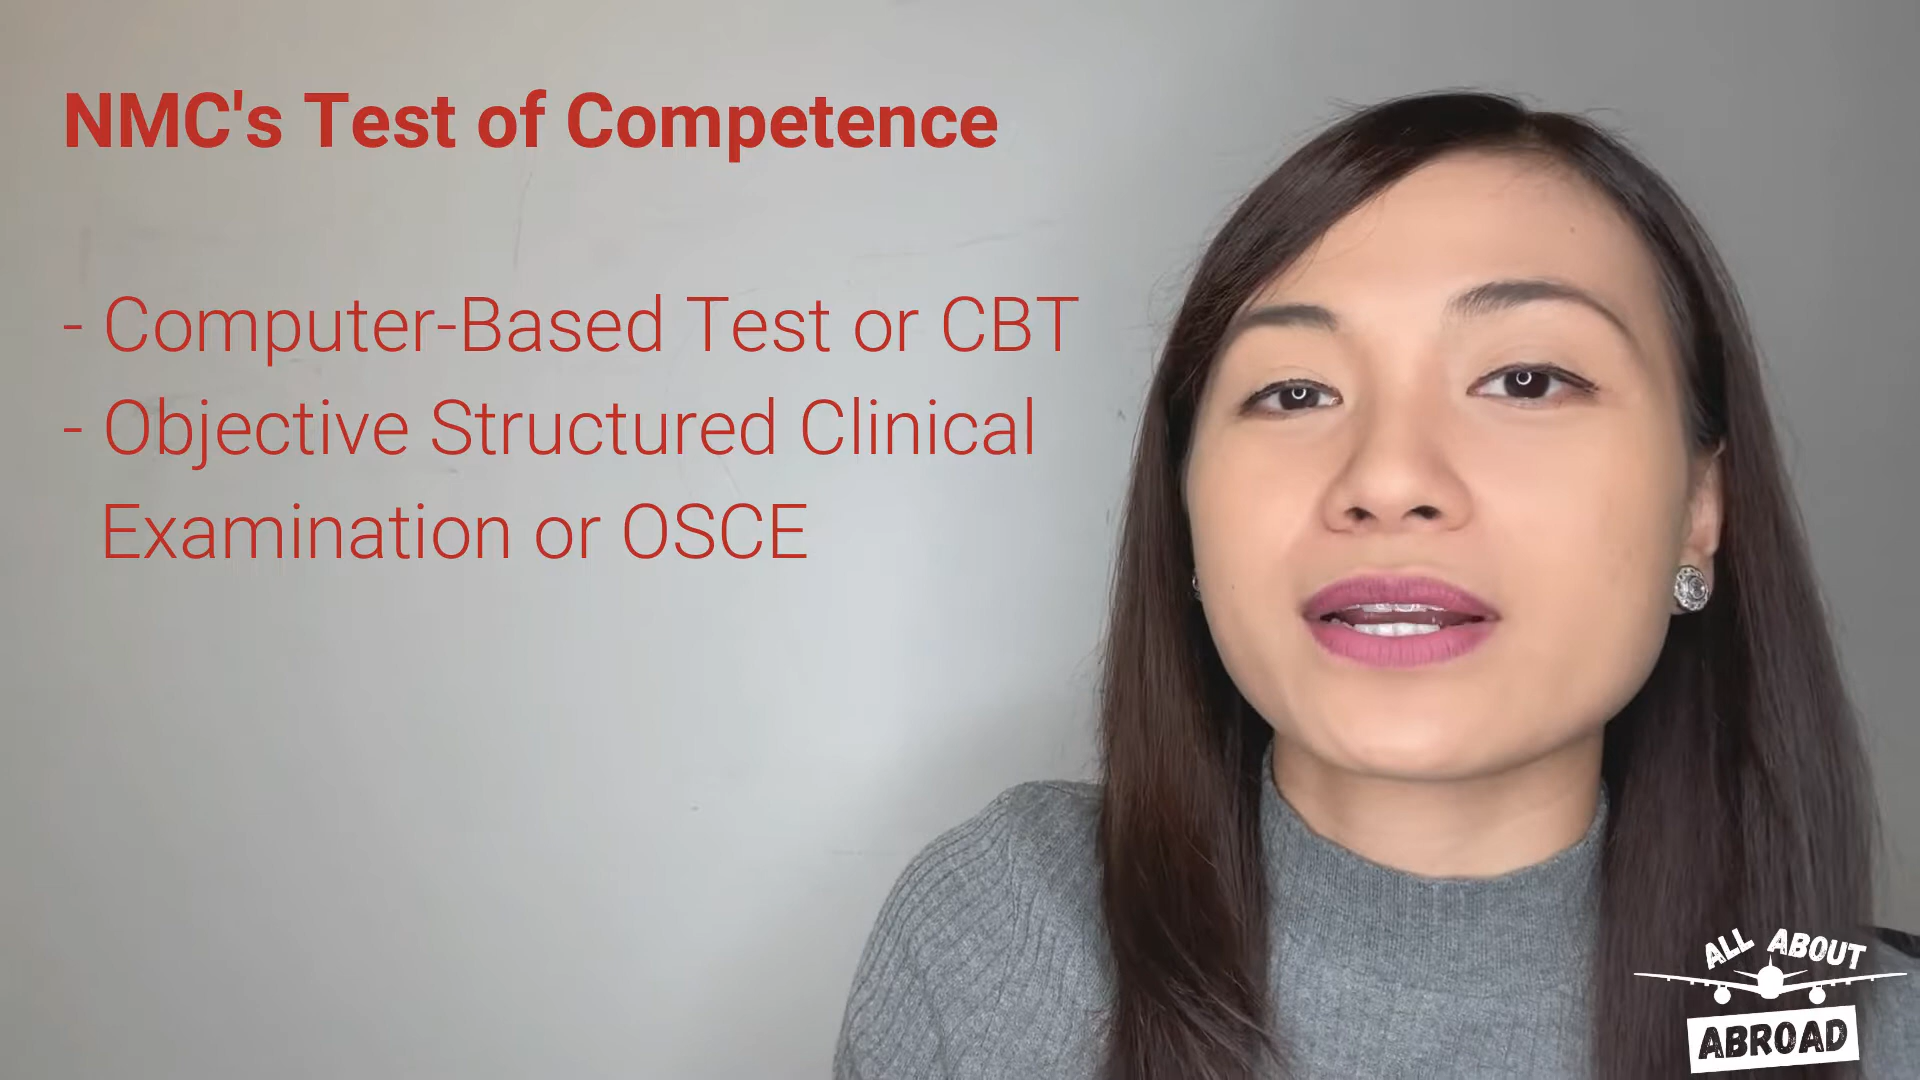 NMC's Test of Competence
- Computer-Based Test or CBT
- Objective Structured Clinical
Examination or OSCE
ALL ABOUT
ABROAD